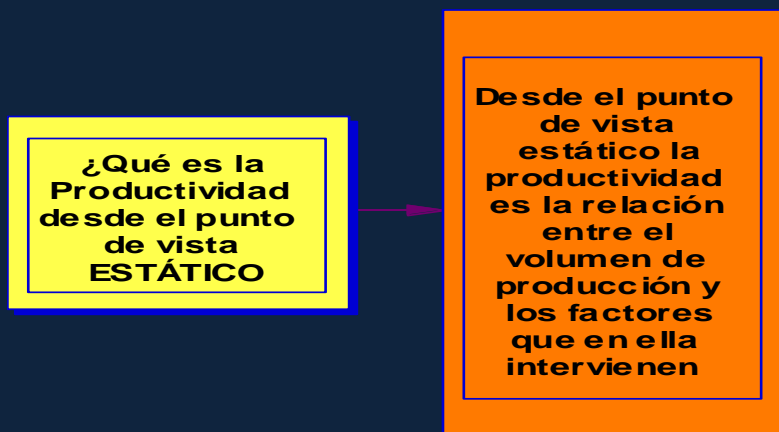 ¿Qué es la
Productividad
desde el punto
de vista
ESTÁTICO
Desde el punto
de vista
estático la
productividad
es la relación
entre el
volumen de
producción y
los factores
que en ella
intervienen